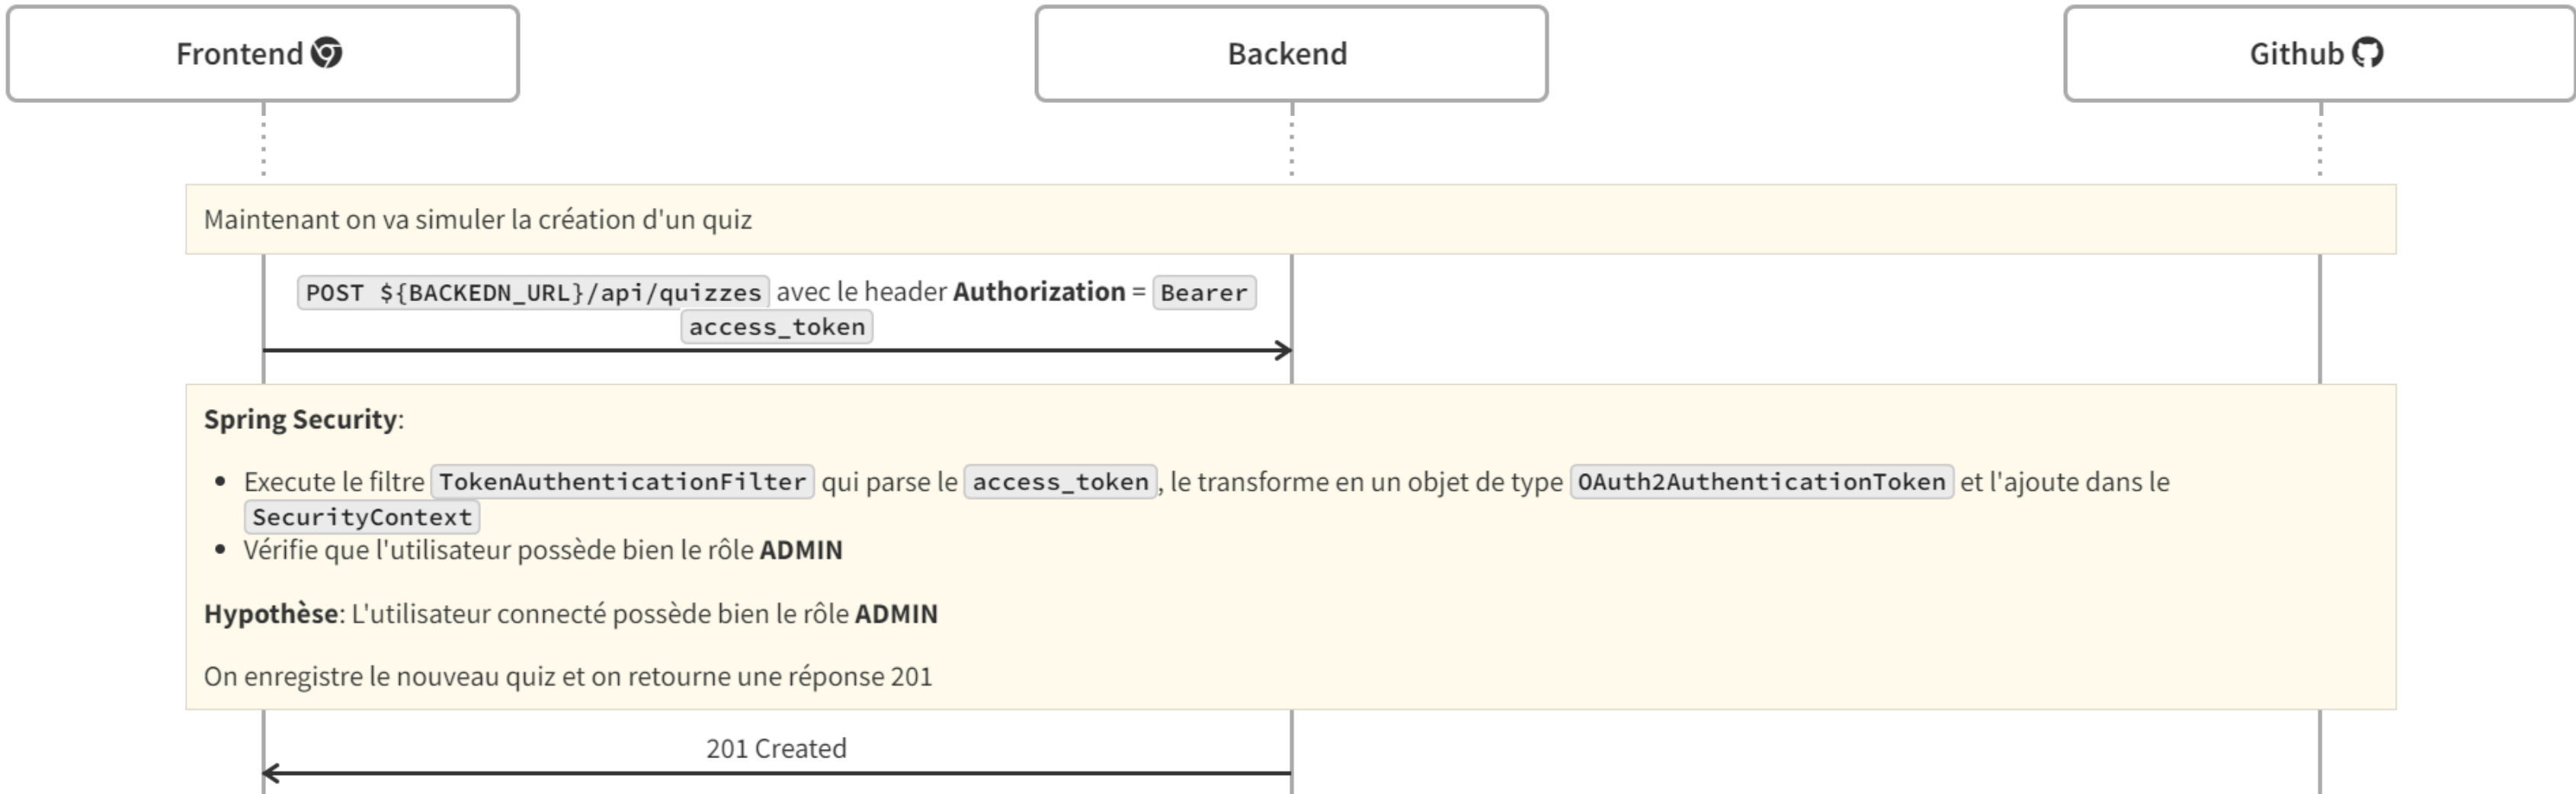 Frontend
Backend
Github
Maintenant on va simuler la création d'un quiz
POST ${BACKEDN_URL}/api/quizzes avec le header Authorization = Bearer
access_token
Spring Security:
• Execute le filtre TokenAuthenticationFilter qui parse le access_token, le transforme en un objet de type OAuth2AuthenticationToken et l'ajoute dans le
SecurityContext
• Vérifie que l'utilisateur possède bien le rôle ADMIN
Hypothèse: L'utilisateur connecté possède bien le rôle ADMIN
On enregistre le nouveau quiz et on retourne une réponse 201
201 Created